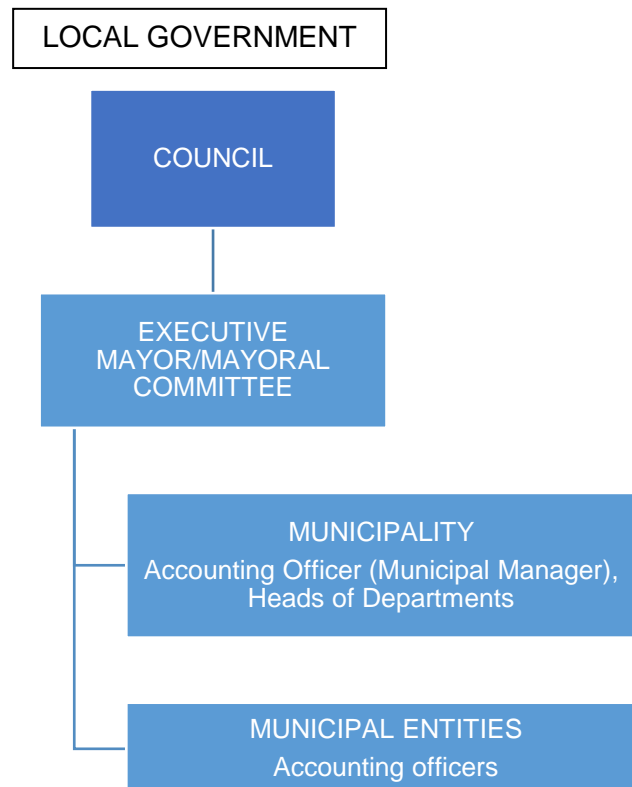 LOCAL GOVERNMENT
COUNCIL
EXECUTIVE
MAYOR/MAYORAL
COMMITTEE
MUNICIPALITY
Accounting Officer (Municipal Manager),
Heads of Departments
MUNICIPAL ENTITIES
Accounting officers